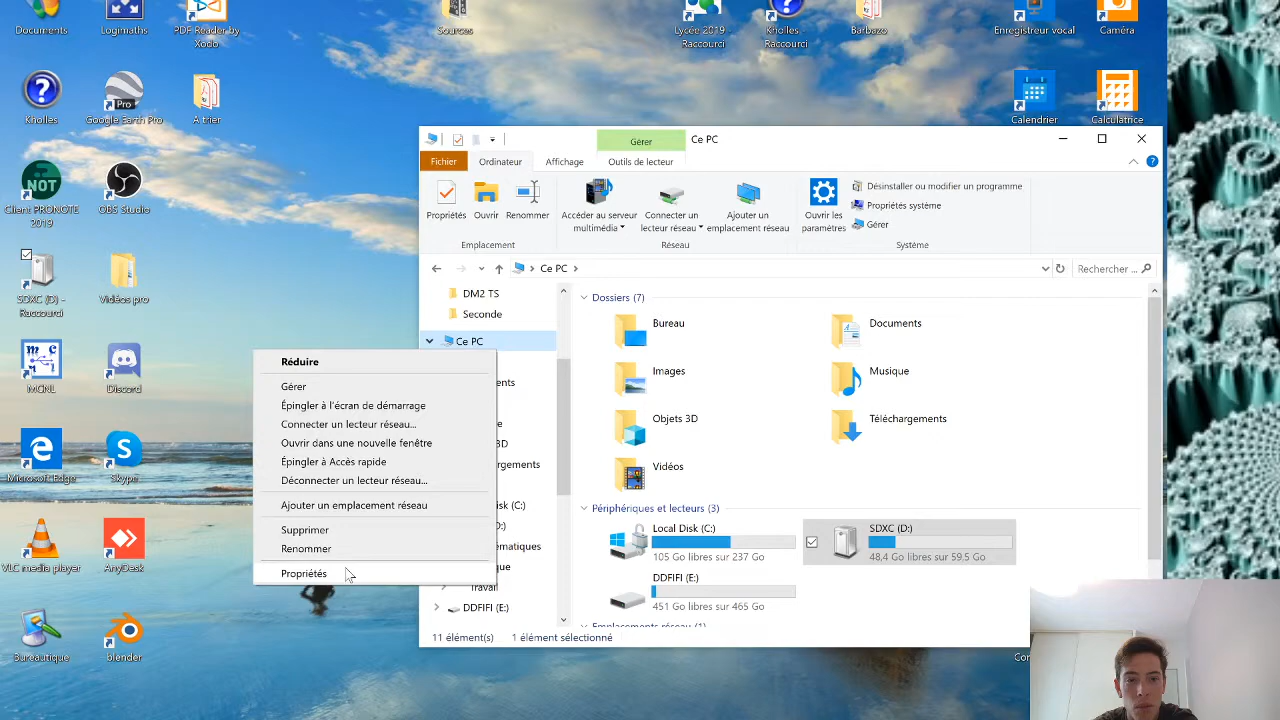 Documents
Logimaths
PDF Reader by
Xodo
Sources
Lycée 2019 -
Raccourci
Kholles -
Raccourci
Barbazo
Enregistreur vocal
Caméra
Kholles
Google Earth Pro
A trier
Calendrier
Calculatrice
Client PRONOTE
2019
OBS Studio
SDXC (D) -
Raccourci
Vidéos pro
MGNL
Discord
Microsoft Edge
Skype
VLC media player
AnyDesk
Bureautique
blender
Gérer
Ce PC
Fichier
Ordinateur
Affichage
Outils de lecteur
Propriétés
Ouvrir
Renommer
Accéder au serveur
multimédia
Connecter un
lecteur réseau
Ajouter un
emplacement réseau
Ouvrir les
paramètres
Désinstaller ou modifier un programme
Propriétés système
Gérer
Emplacement
Réseau
Système
Ce PC
Rechercher ...
DM2 TS
Seconde
Ce PC
DDFIFI (E:)
Réduire
Gérer
Épingler à l'écran de démarrage
Connecter un lecteur réseau...
Ouvrir dans une nouvelle fenêtre
Épingler à Accès rapide
Déconnecter un lecteur réseau...
Ajouter un emplacement réseau
Supprimer
Renommer
Propriétés
Dossiers (7)
Bureau
Documents
Images
Musique
Objets 3D
Téléchargements
Vidéos
Périphériques et lecteurs (3)
Local Disk (C:)
105 Go libres sur 237 Go
SDXC (D:)
48,4 Go libres sur 59,5 Go
DDFIFI (E:)
451 Go libres sur 465 Go
Emplacements réseau (1)
11 élément(s)
1 élément sélectionné